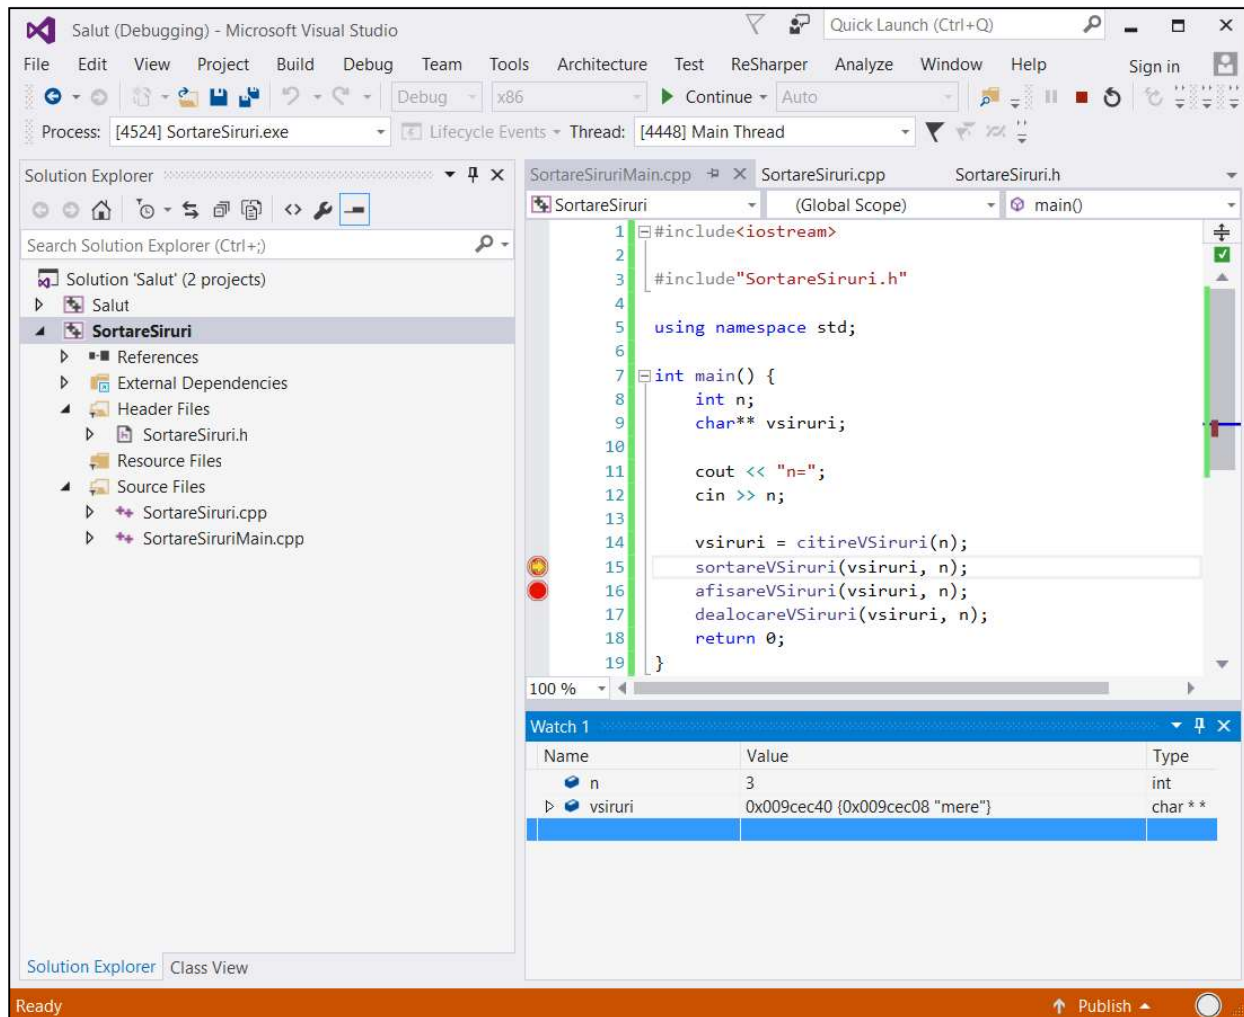 Salut (Debugging) - Microsoft Visual Studio
Quick Launch (Ctrl+Q)
File Edit View Project Build Debug Team Tools Architecture Test ReSharper Analyze Window Help Sign in
Debug x86 Continue Auto
Process: [4524] SortareSiruri.exe Lifecycle Events Thread: [4448] Main Thread
Solution Explorer
Search Solution Explorer (Ctrl+;)
Solution 'Salut' (2 projects)
Salut
SortareSiruri
References
External Dependencies
Header Files
SortareSiruri.h
Resource Files
Source Files
SortareSiruri.cpp
SortareSiruriMain.cpp
Solution Explorer Class View
SortareSiruriMain.cpp SortareSiruri.cpp SortareSiruri.h
SortareSiruri (Global Scope) main()
1 #include<iostream>
2
3 #include"SortareSiruri.h"
4
5 using namespace std;
6
7 int main() {
8 int n;
9 char** vsiruri;
10
11 cout << "n=";
12 cin >> n;
13
14 vsiruri = citireVSiruri(n);
15 sortareVSiruri(vsiruri, n);
16 afisareVSiruri(vsiruri, n);
17 dealocareVSiruri(vsiruri, n);
18 return 0;
19 }
100 %
Watch 1
Name Value Type
n 3 int
vsiruri 0x009cec40 {0x009cec08 "mere"} char * *
Ready Publish